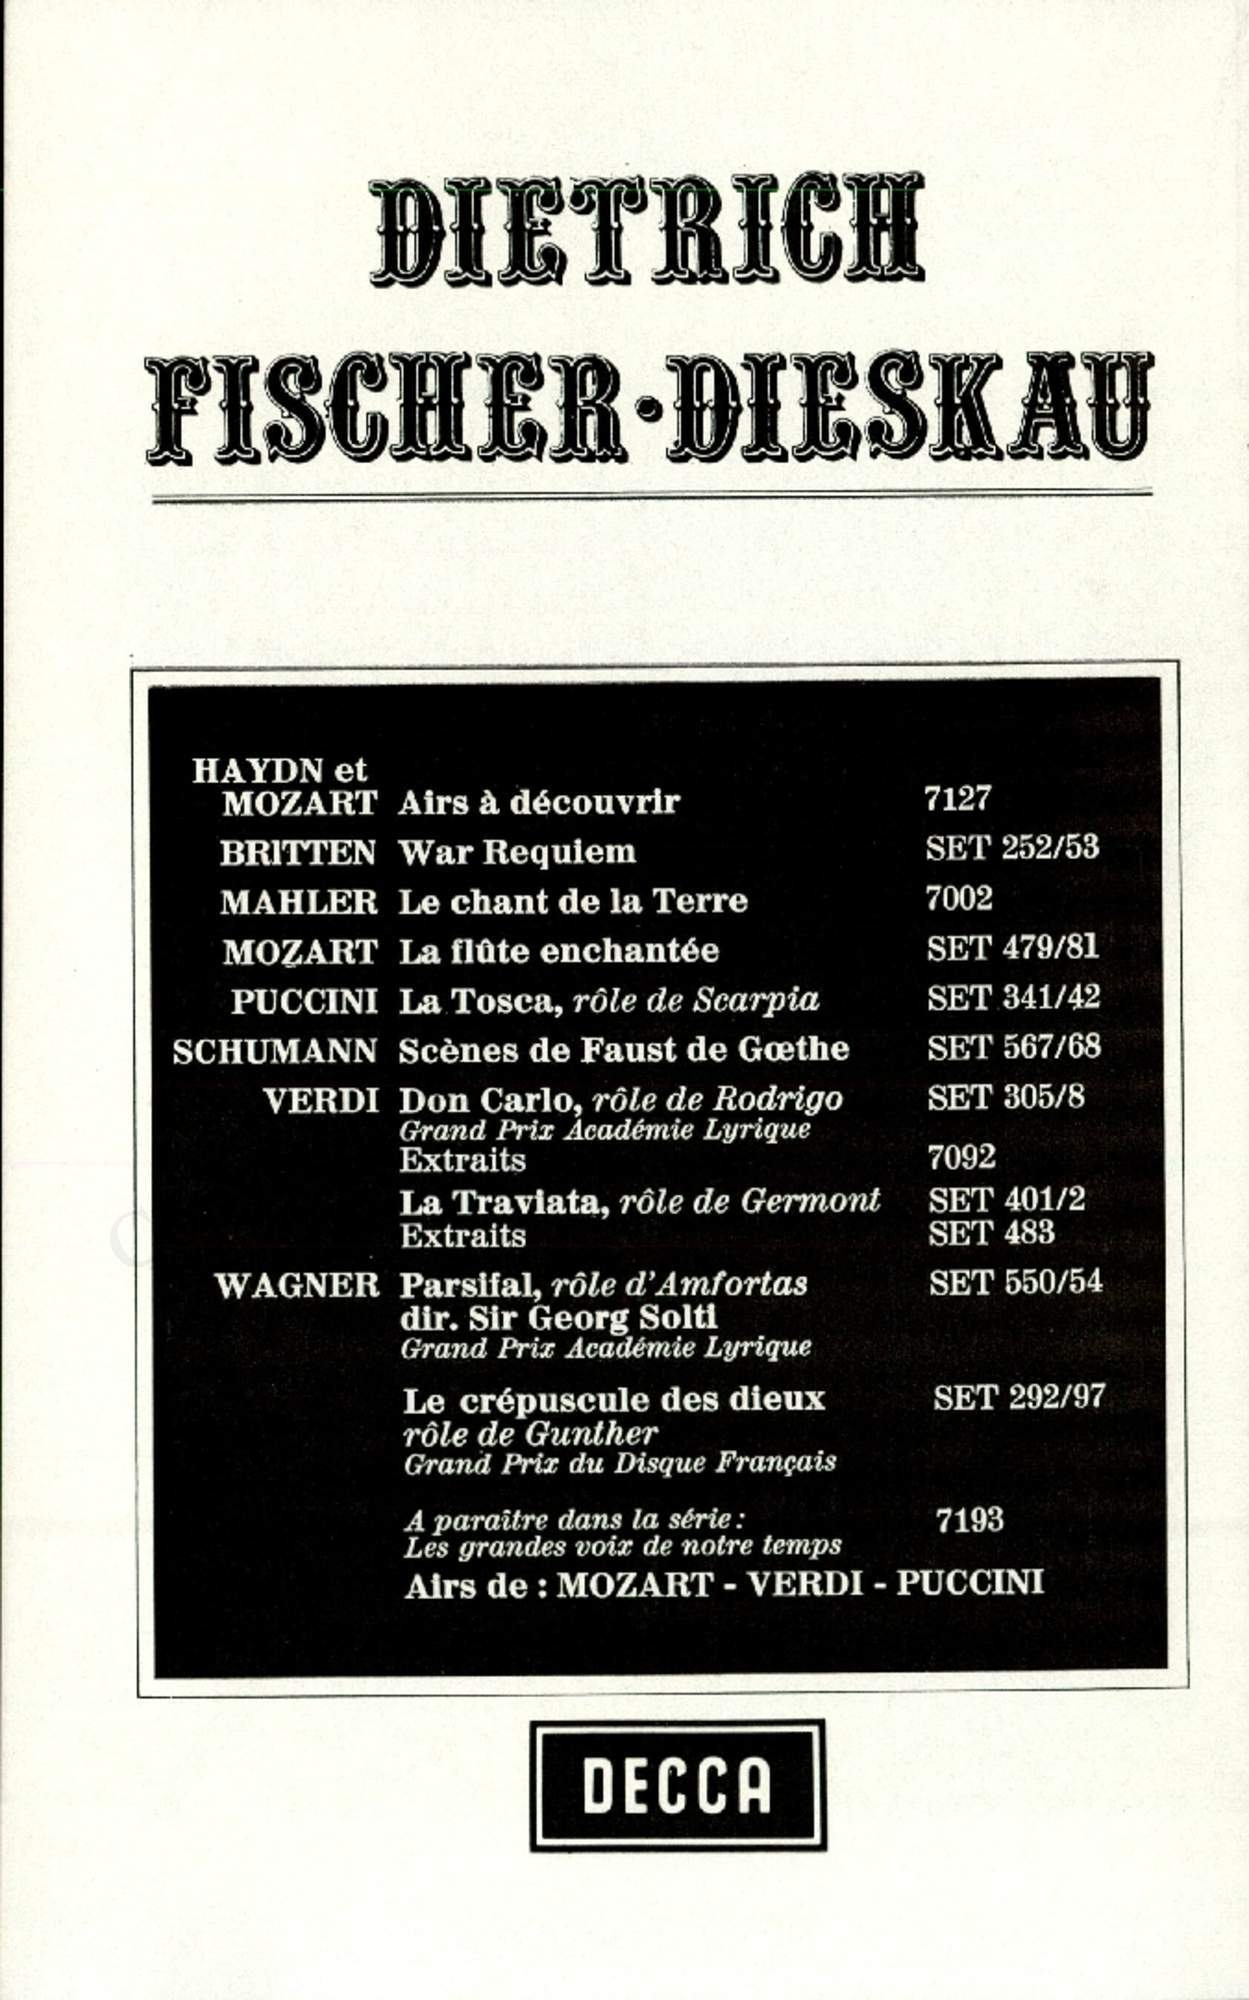 DIETRICH
FISCHER·DIESKAU
HAYDN et
MOZART Airs à découvrir 7127
BRITTEN War Requiem SET 252/53
MAHLER Le chant de la Terre 7002
MOZART La flûte enchantée SET 479/81
PUCCINI La Tosca, rôle de Scarpia SET 341/42
SCHUMANN Scènes de Faust de Gœthe SET 567/68
VERDI Don Carlo, rôle de Rodrigo SET 305/8
Grand Prix Académie Lyrique
Extraits 7092
La Traviata, rôle de Germont SET 401/2
Extraits SET 483
WAGNER Parsifal, rôle d'Amfortas SET 550/54
dir. Sir Georg Solti
Grand Prix Académie Lyrique
Le crépuscule des dieux SET 292/97
rôle de Gunther
Grand Prix du Disque Français
A paraître dans la série : 7193
Les grandes voix de notre temps
Airs de : MOZART - VERDI - PUCCINI
DECCA